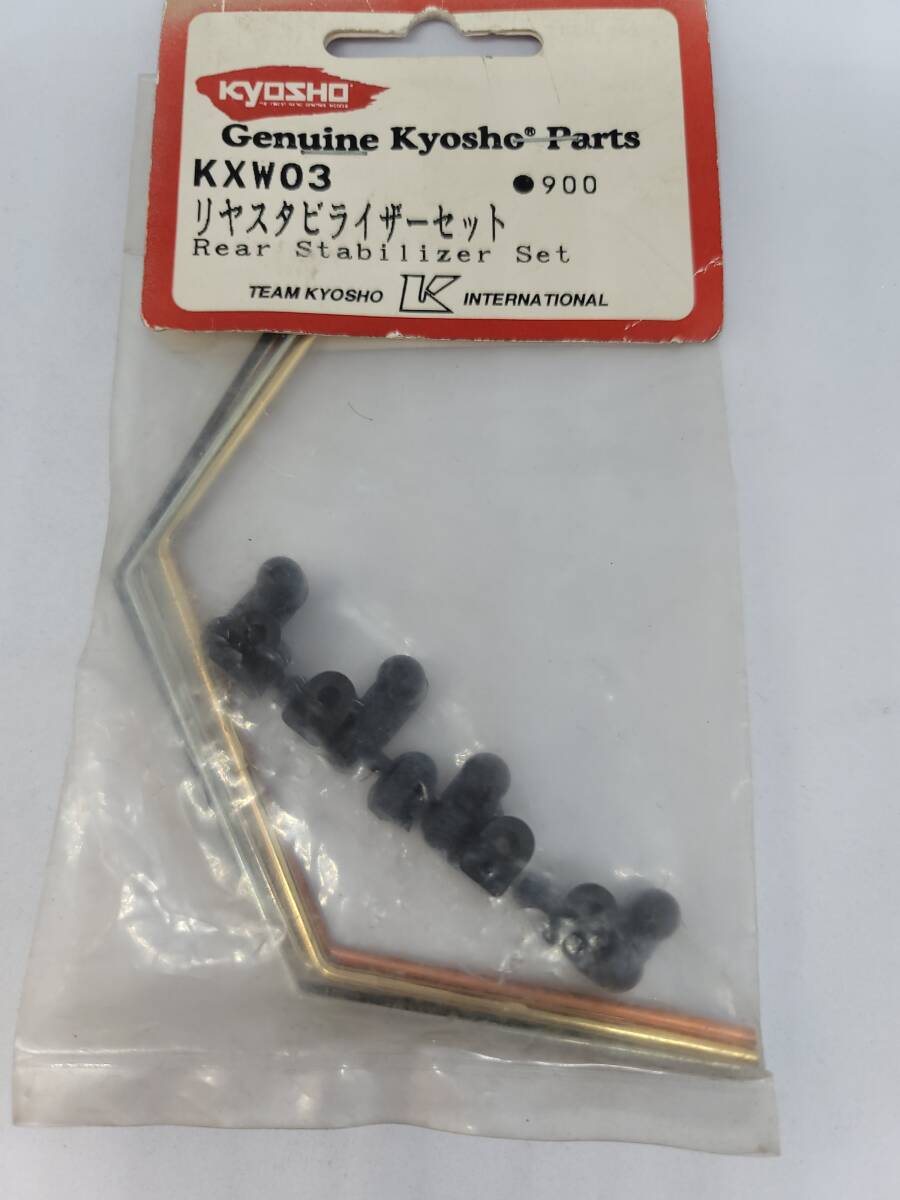 KYOSHO
Genuine Kyosho® Parts
KXW03 ●900
リヤスタビライザーセット
Rear Stabilizer Set
TEAM KYOSHO K INTERNATIONAL